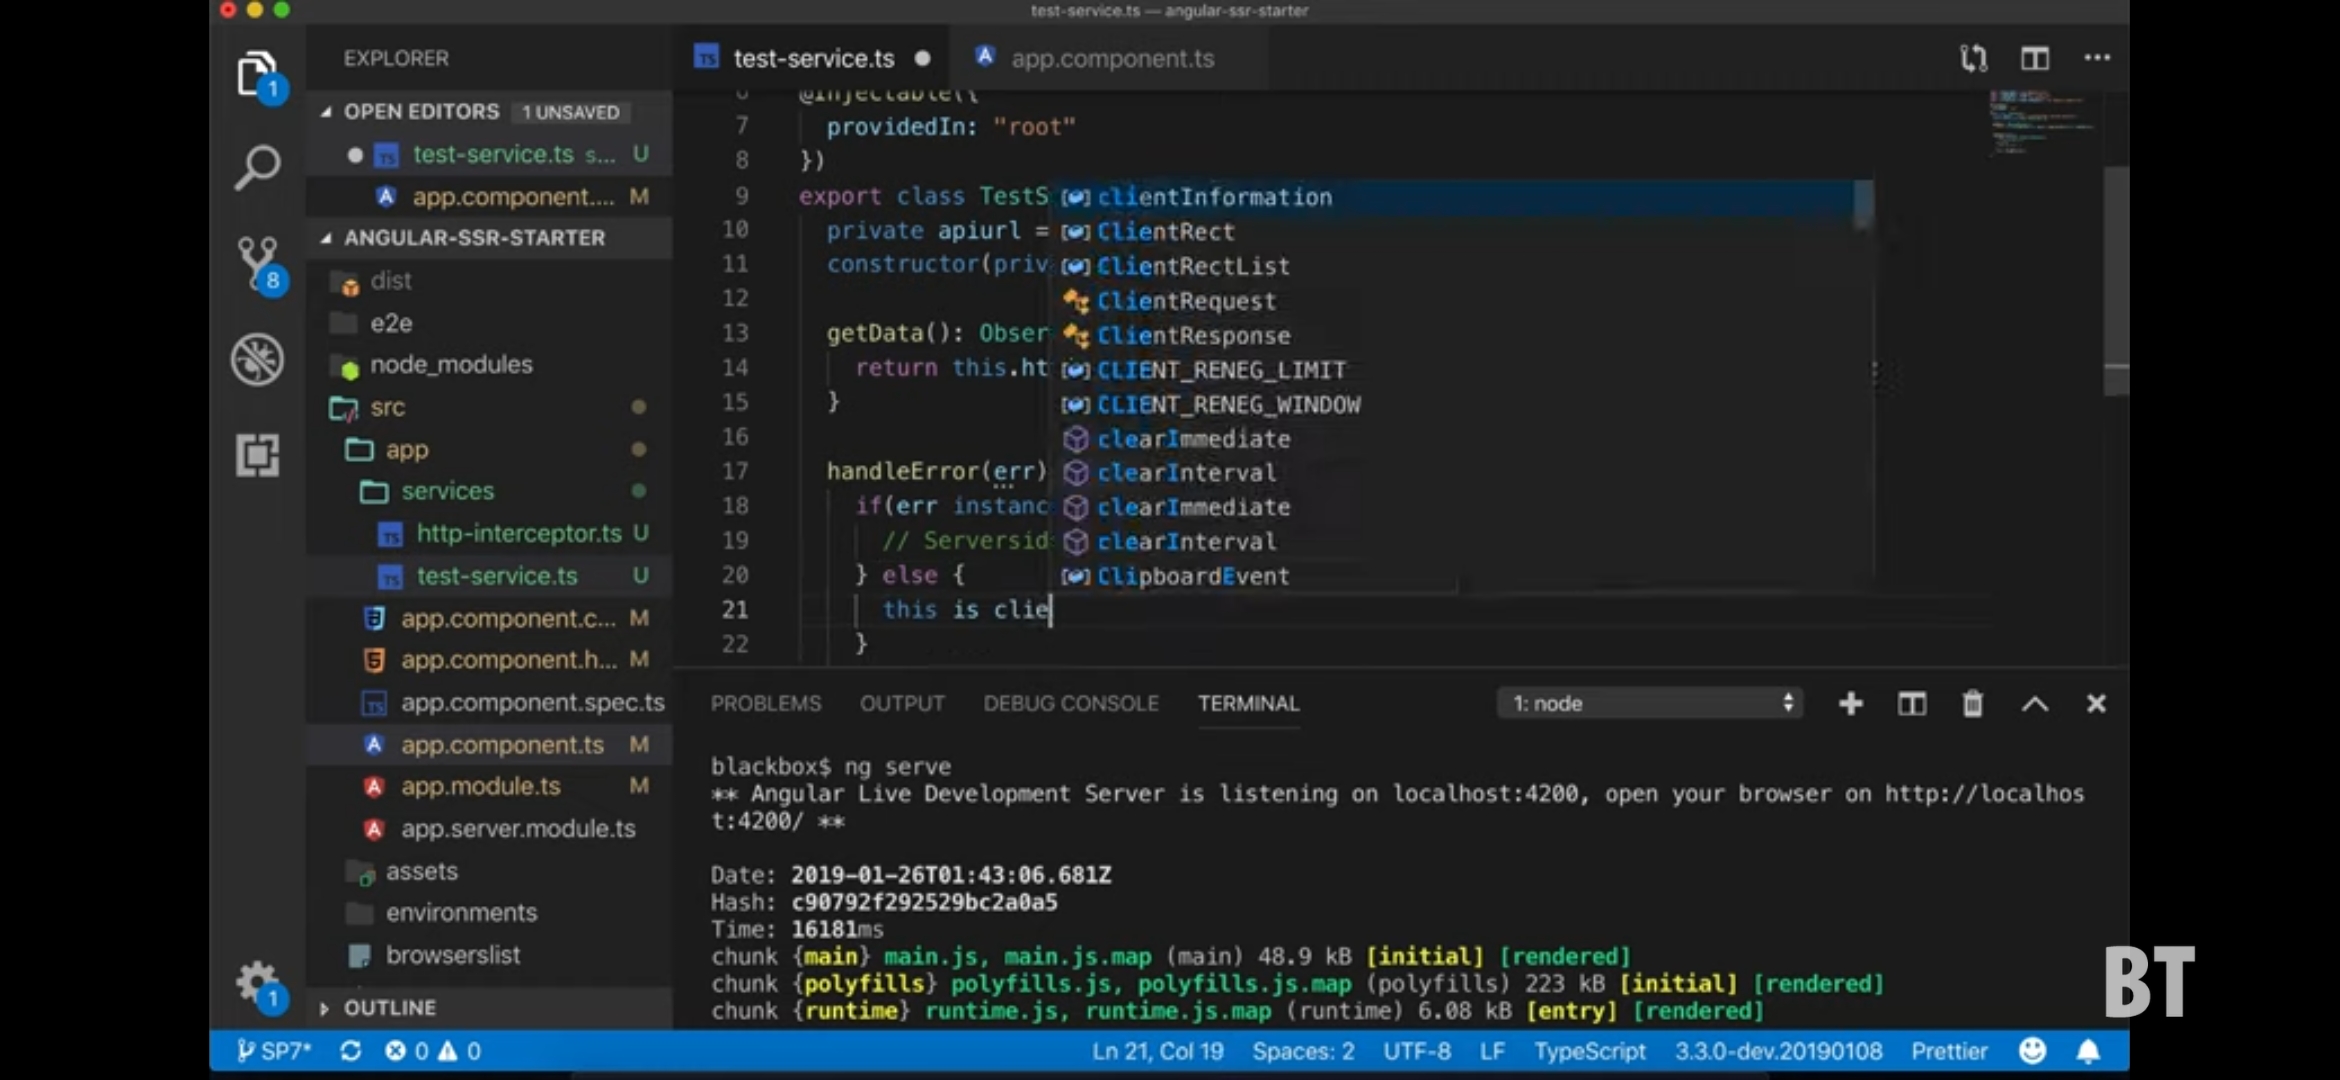 test-service.ts — angular-ssr-starter
EXPLORER
OPEN EDITORS 1 UNSAVED
test-service.ts s... U
app.component.... M
ANGULAR-SSR-STARTER
dist
e2e
node_modules
src
app
services
http-interceptor.ts U
test-service.ts U
app.component.c... M
app.component.h... M
app.component.spec.ts
app.component.ts M
app.module.ts M
app.server.module.ts
assets
environments
browserslist
OUTLINE
1
8
1
test-service.ts
app.component.ts
6 @Injectable({
7 providedIn: "root"
8 })
9 export class TestS
10 private apiurl =
11 constructor(priv
12
13 getData(): Obser
14 return this.ht
15 }
16
17 handleError(err)
18 if(err instanc
19 // Serversid
20 } else {
21 this is clie
22 }
clientInformation
ClientRect
ClientRectList
ClientRequest
ClientResponse
CLIENT_RENEG_LIMIT
CLIENT_RENEG_WINDOW
clearImmediate
clearInterval
clearImmediate
clearInterval
ClipboardEvent
PROBLEMS OUTPUT DEBUG CONSOLE TERMINAL 1: node
blackbox$ ng serve
** Angular Live Development Server is listening on localhost:4200, open your browser on http://localhos
t:4200/ **
Date: 2019-01-26T01:43:06.681Z
Hash: c90792f292529bc2a0a5
Time: 16181ms
chunk {main} main.js, main.js.map (main) 48.9 kB [initial] [rendered]
chunk {polyfills} polyfills.js, polyfills.js.map (polyfills) 223 kB [initial] [rendered]
chunk {runtime} runtime.js, runtime.js.map (runtime) 6.08 kB [entry] [rendered]
BT
SP7* 0 0 Ln 21, Col 19 Spaces: 2 UTF-8 LF TypeScript 3.3.0-dev.20190108 Prettier